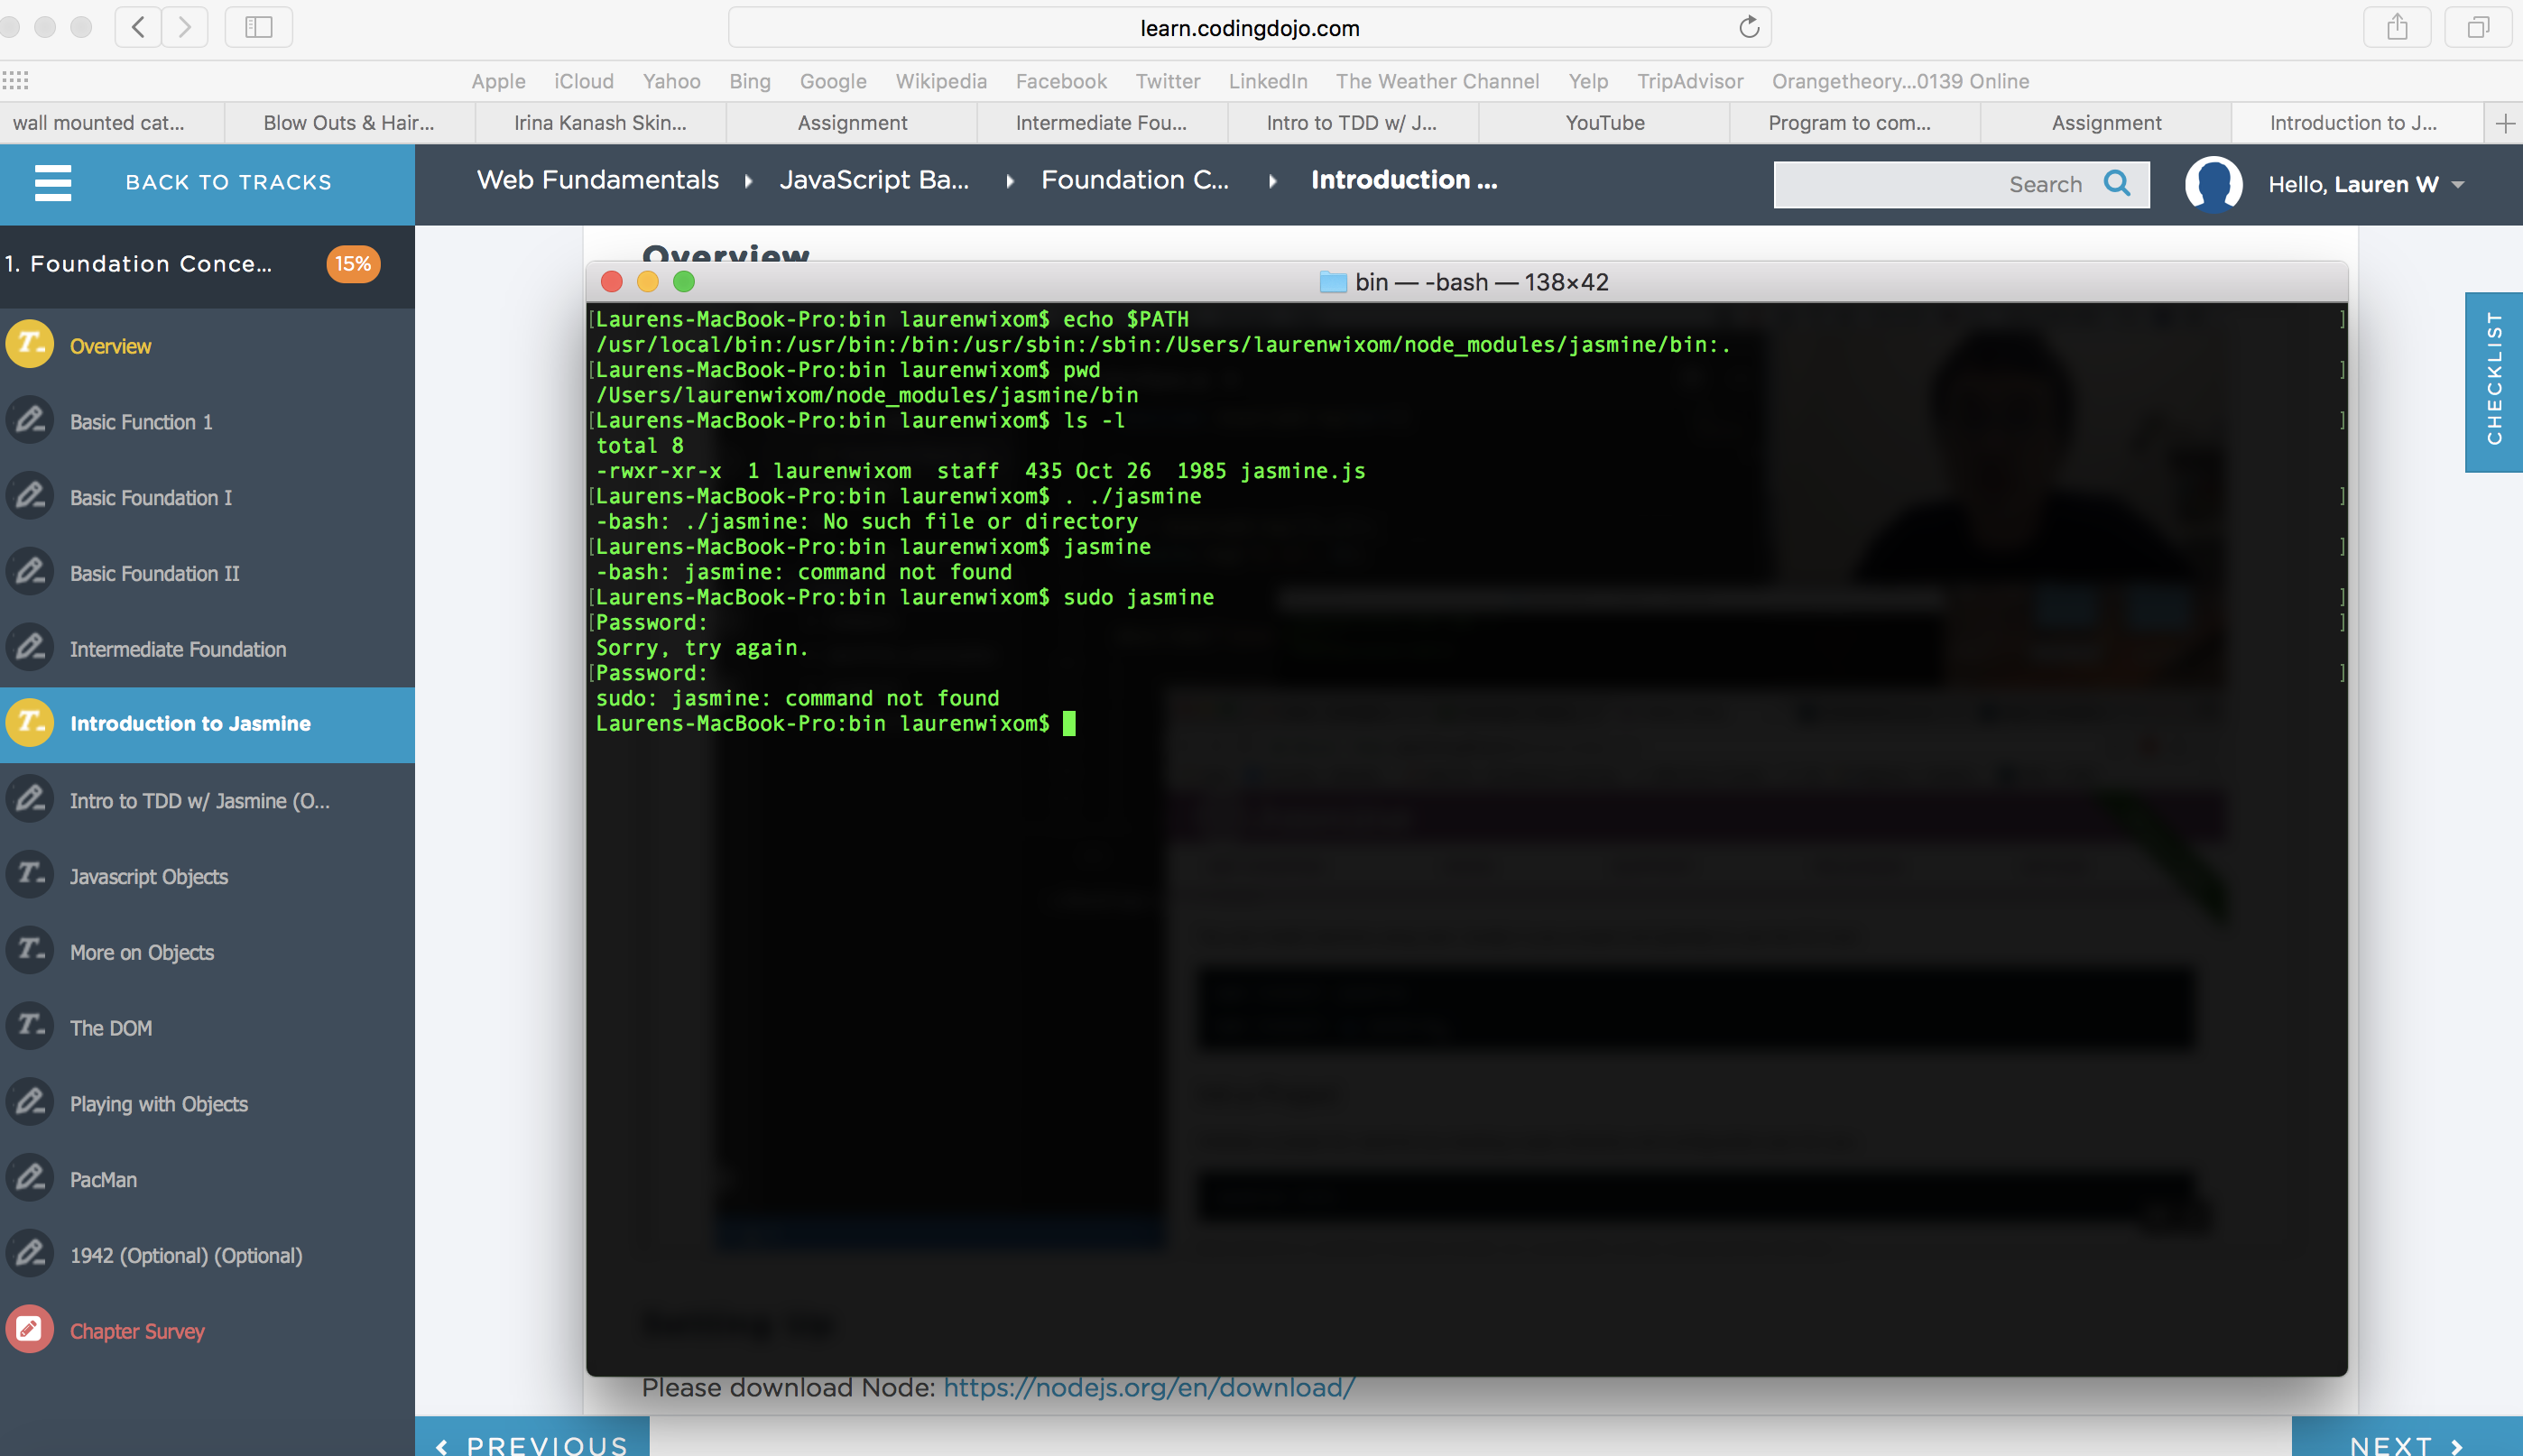 learn.codingdojo.com
Apple iCloud Yahoo Bing Google Wikipedia Facebook Twitter LinkedIn The Weather Channel Yelp TripAdvisor Orangetheory...0139 Online
wall mounted cat... Blow Outs & Hair... Irina Kanash Skin... Assignment Intermediate Fou... Intro to TDD w/ J... YouTube Program to com... Assignment Introduction to J...
BACK TO TRACKS Web Fundamentals JavaScript Ba... Foundation C... Introduction ... Search Hello, Lauren W
1. Foundation Conce... 15%
Overview
Basic Function 1
Basic Foundation I
Basic Foundation II
Intermediate Foundation
Introduction to Jasmine
Intro to TDD w/ Jasmine (O...
Javascript Objects
More on Objects
The DOM
Playing with Objects
PacMan
1942 (Optional) (Optional)
Chapter Survey
Overview
bin — -bash — 138×42
[Laurens-MacBook-Pro:bin laurenwixom$ echo $PATH ]
/usr/local/bin:/usr/bin:/bin:/usr/sbin:/sbin:/Users/laurenwixom/node_modules/jasmine/bin:.
[Laurens-MacBook-Pro:bin laurenwixom$ pwd ]
/Users/laurenwixom/node_modules/jasmine/bin
[Laurens-MacBook-Pro:bin laurenwixom$ ls -l ]
total 8
-rwxr-xr-x 1 laurenwixom staff 435 Oct 26 1985 jasmine.js
[Laurens-MacBook-Pro:bin laurenwixom$ . ./jasmine ]
-bash: ./jasmine: No such file or directory
[Laurens-MacBook-Pro:bin laurenwixom$ jasmine ]
-bash: jasmine: command not found
[Laurens-MacBook-Pro:bin laurenwixom$ sudo jasmine ]
[Password: ]
Sorry, try again.
[Password: ]
sudo: jasmine: command not found
Laurens-MacBook-Pro:bin laurenwixom$
CHECKLIST
Please download Node: https://nodejs.org/en/download/
PREVIOUS
NEXT